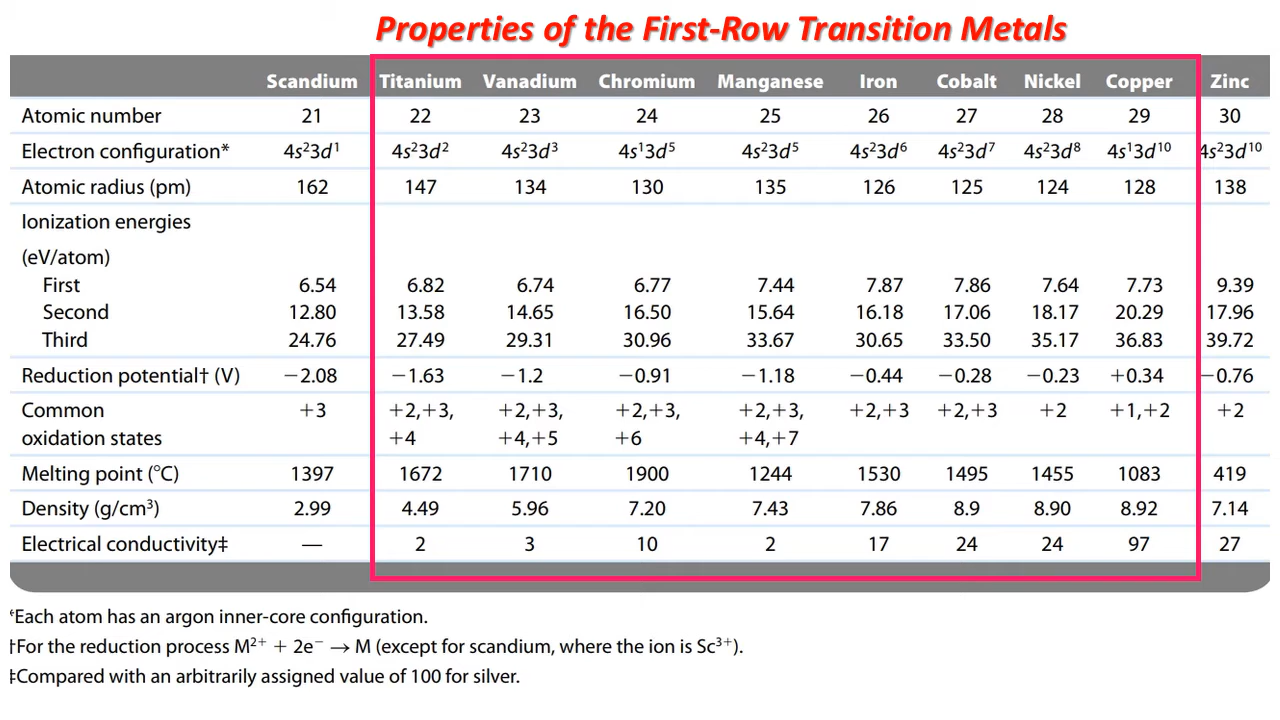 Properties of the First-Row Transition Metals
Scandium Titanium Vanadium Chromium Manganese Iron Cobalt Nickel Copper Zinc
Atomic number 21 22 23 24 25 26 27 28 29 30
Electron configuration* 4s²3d¹ 4s²3d² 4s²3d³ 4s¹3d⁵ 4s²3d⁵ 4s²3d⁶ 4s²3d⁷ 4s²3d⁸ 4s¹3d¹⁰ 4s²3d¹⁰
Atomic radius (pm) 162 147 134 130 135 126 125 124 128 138
Ionization energies
(eV/atom)
First 6.54 6.82 6.74 6.77 7.44 7.87 7.86 7.64 7.73 9.39
Second 12.80 13.58 14.65 16.50 15.64 16.18 17.06 18.17 20.29 17.96
Third 24.76 27.49 29.31 30.96 33.67 30.65 33.50 35.17 36.83 39.72
Reduction potential† (V) −2.08 −1.63 −1.2 −0.91 −1.18 −0.44 −0.28 −0.23 +0.34 −0.76
Common +3 +2,+3, +2,+3, +2,+3, +2,+3, +2,+3 +2,+3 +2 +1,+2 +2
oxidation states +4 +4,+5 +6 +4,+7
Melting point (°C) 1397 1672 1710 1900 1244 1530 1495 1455 1083 419
Density (g/cm³) 2.99 4.49 5.96 7.20 7.43 7.86 8.9 8.90 8.92 7.14
Electrical conductivity‡ — 2 3 10 2 17 24 24 97 27
*Each atom has an argon inner-core configuration.
†For the reduction process M²⁺ + 2e⁻ → M (except for scandium, where the ion is Sc³⁺).
‡Compared with an arbitrarily assigned value of 100 for silver.